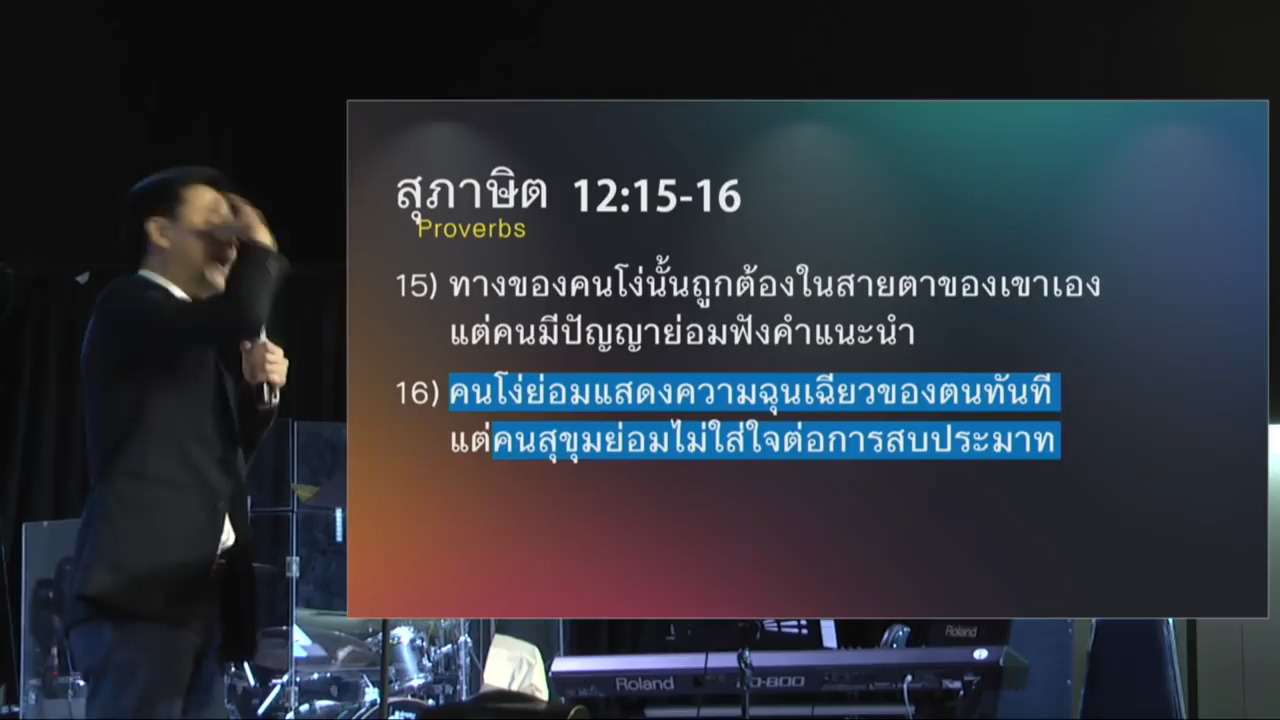 สุภาษิต 12:15-16
Proverbs
15) ทางของคนโง่นั้นถูกต้องในสายตาของเขาเอง
แต่คนมีปัญญาย่อมฟังคำแนะนำ
16) คนโง่ย่อมแสดงความฉุนเฉียวของตนทันที
แต่คนสุขุมย่อมไม่ใส่ใจต่อการสบประมาท
Roland
Roland